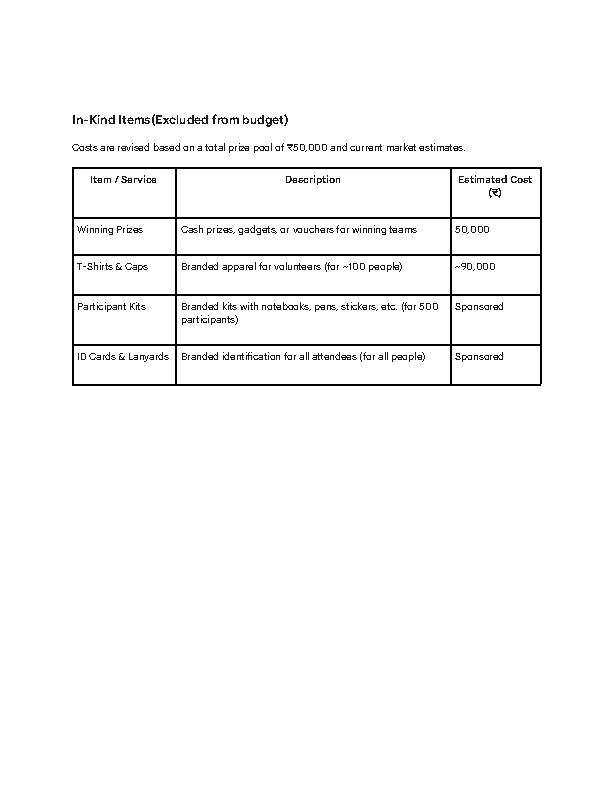 In-Kind Items(Excluded from budget)
Costs are revised based on a total prize pool of ₹50,000 and current market estimates.
Item / Service Description Estimated Cost
(₹)
Winning Prizes Cash prizes, gadgets, or vouchers for winning teams 50,000
T-Shirts & Caps Branded apparel for volunteers (for ~100 people) ~90,000
Participant Kits Branded kits with notebooks, pens, stickers, etc. (for 500 Sponsored
participants)
ID Cards & Lanyards Branded identification for all attendees (for all people) Sponsored